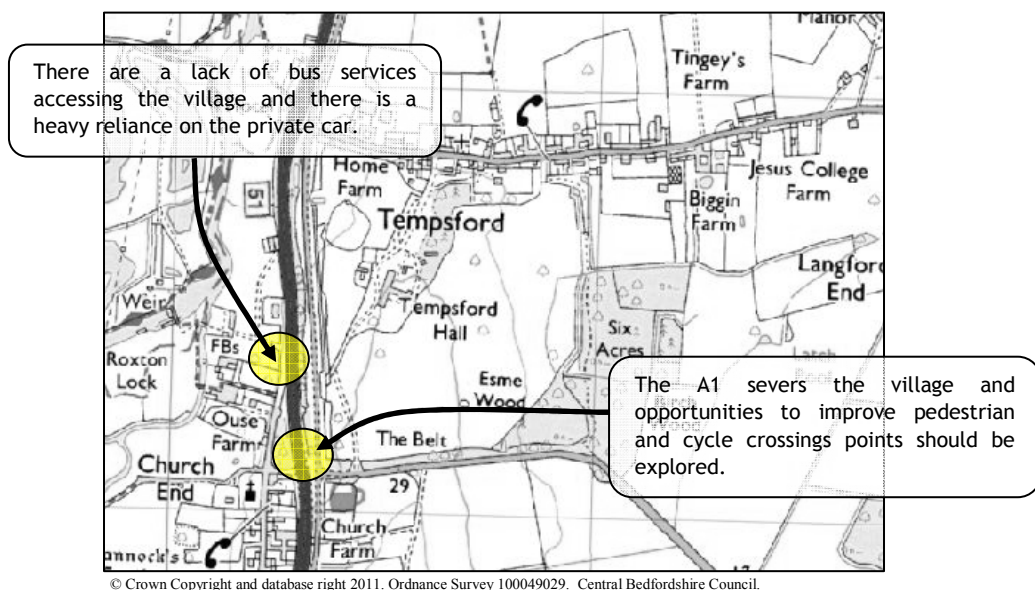 Manor
There are a lack of bus services
accessing the village and there is a
heavy reliance on the private car.
Tingey's
Farm
Home
Farm
Jesus College
Farm
51
Tempsford
Biggin
Farm
Langford
End
Weir
Tempsford
Hall
Six
Acres
FBs
Roxton
Lock
Esme
Wood
The A1 severs the village and
opportunities to improve pedestrian
and cycle crossings points should be
explored.
Ouse
Farm
The Belt
Church
End
29
Church
Farm
© Crown Copyright and database right 2011. Ordnance Survey 100049029. Central Bedfordshire Council.